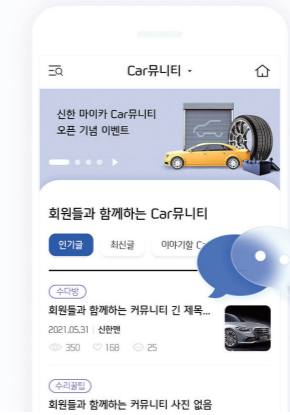 Car뮤니티
신한 마이카 Car뮤니티
오픈 기념 이벤트
회원들과 함께하는 Car뮤니티
인기글 최신글 이야기할
수다방
회원들과 함께하는 커뮤니티 긴 제목...
2021.05.31 신한맨
350 168 25
수리꿀팁
회원들과 함께하는 커뮤니티 사진 없음